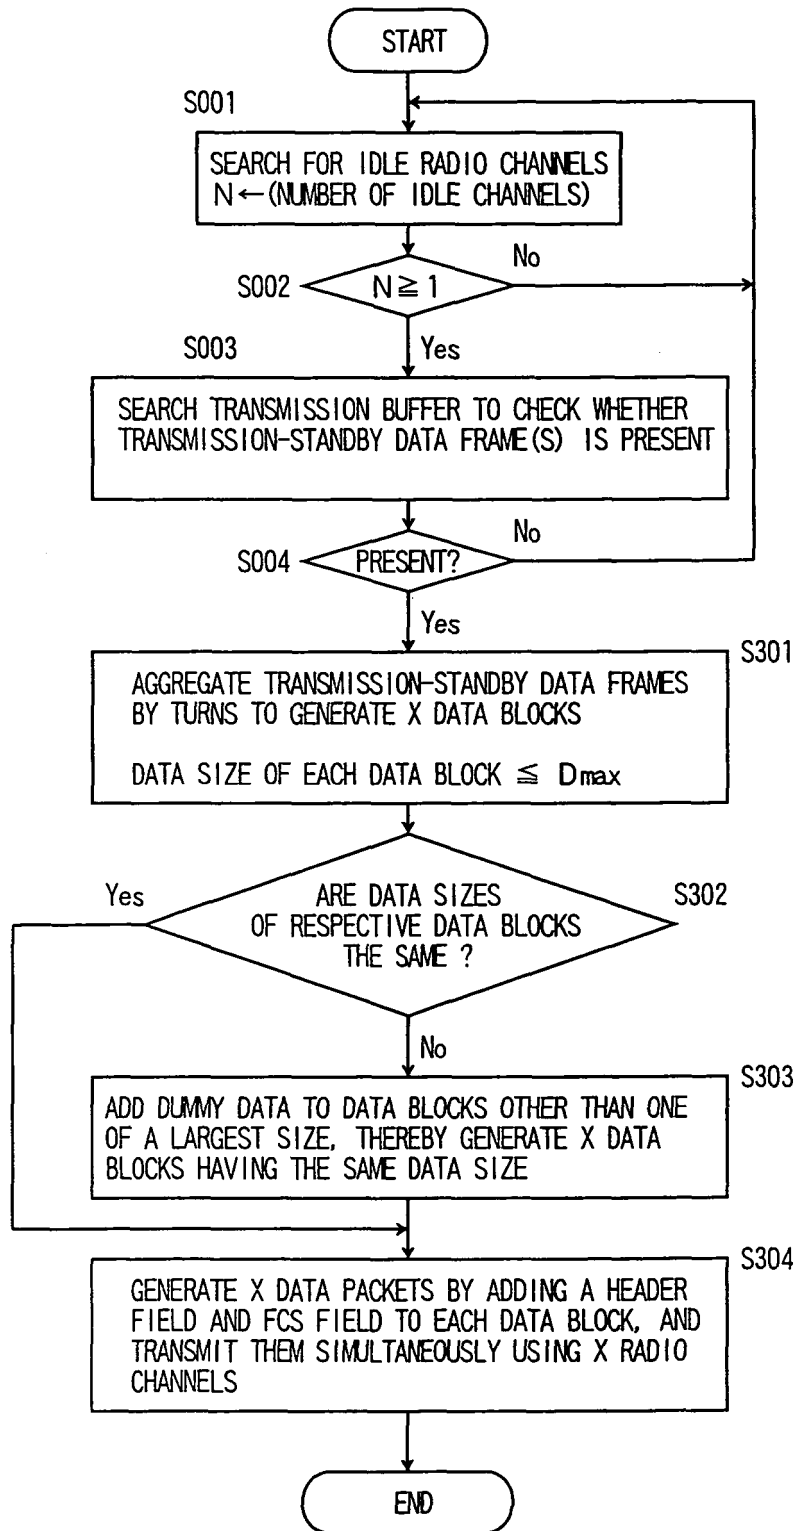 START
S001
SEARCH FOR IDLE RADIO CHANNELS
N←(NUMBER OF IDLE CHANNELS)
No
S002
N≧1
S003
Yes
SEARCH TRANSMISSION BUFFER TO CHECK WHETHER
TRANSMISSION-STANDBY DATA FRAME(S) IS PRESENT
No
S004
PRESENT?
Yes
S301
AGGREGATE TRANSMISSION-STANDBY DATA FRAMES
BY TURNS TO GENERATE X DATA BLOCKS
DATA SIZE OF EACH DATA BLOCK ≦ Dmax
Yes
S302
ARE DATA SIZES
OF RESPECTIVE DATA BLOCKS
THE SAME ?
No
S303
ADD DUMMY DATA TO DATA BLOCKS OTHER THAN ONE
OF A LARGEST SIZE, THEREBY GENERATE X DATA
BLOCKS HAVING THE SAME DATA SIZE
S304
GENERATE X DATA PACKETS BY ADDING A HEADER
FIELD AND FCS FIELD TO EACH DATA BLOCK, AND
TRANSMIT THEM SIMULTANEOUSLY USING X RADIO
CHANNELS
END